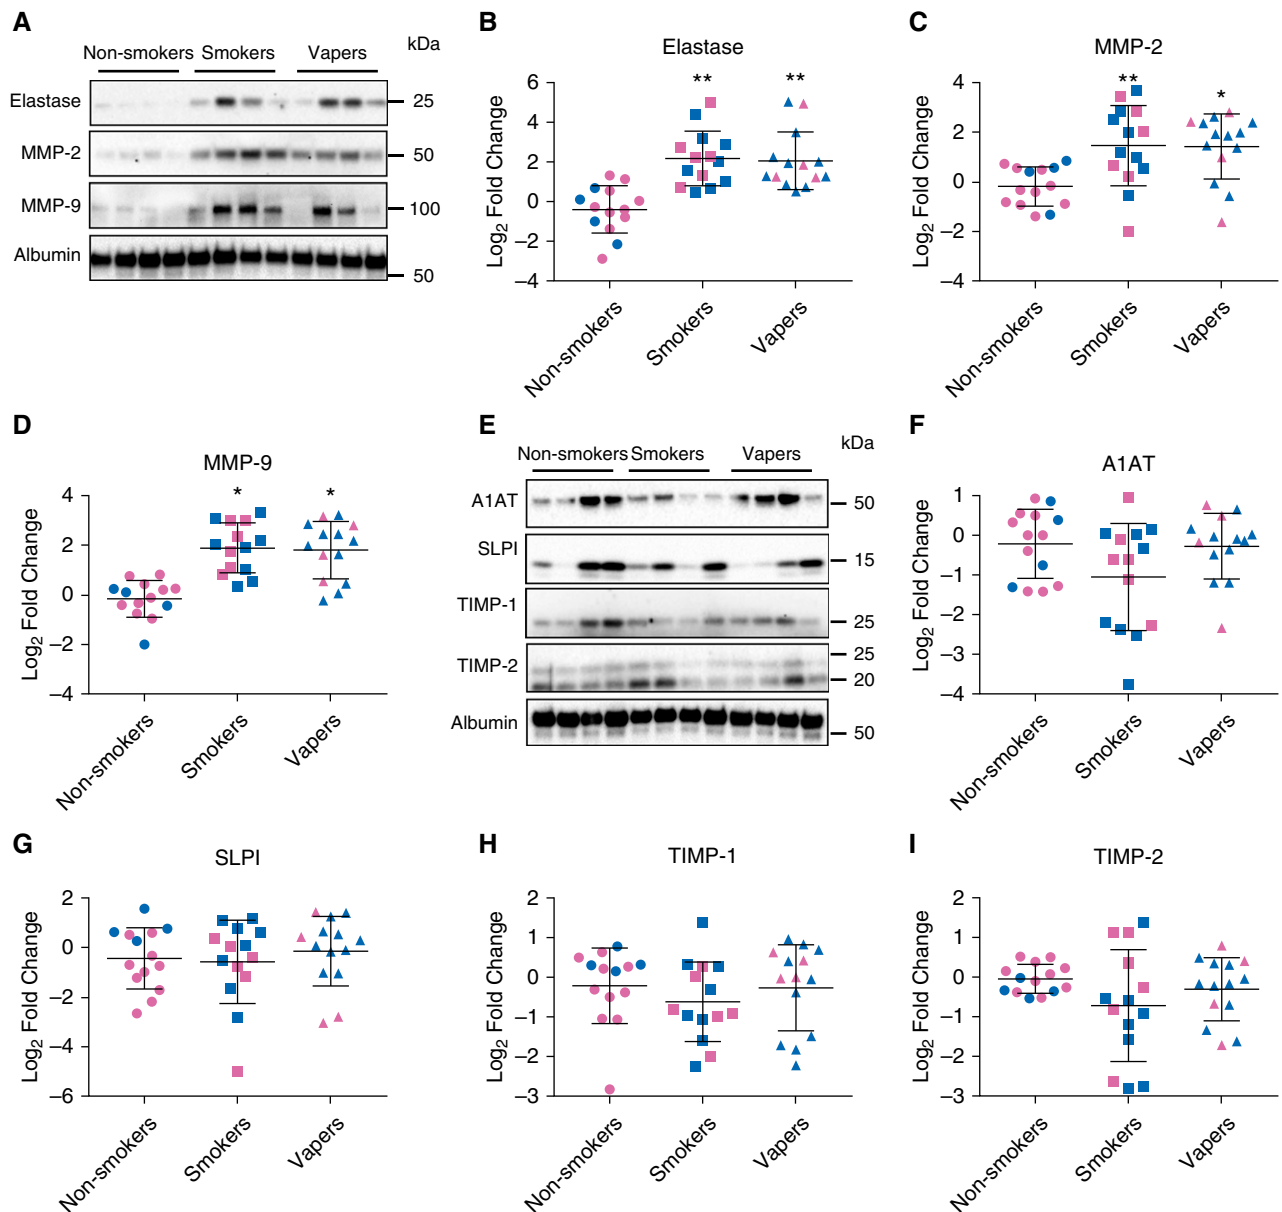 A
Non-smokers Smokers Vapers kDa
Elastase 25
MMP-2 50
MMP-9 100
Albumin 50
B
Elastase
** **
Log2 Fold Change
6
4
2
0
–2
–4
Non-smokers Smokers Vapers
C
MMP-2
** *
Log2 Fold Change
4
2
0
–2
–4
Non-smokers Smokers Vapers
D
MMP-9
* *
Log2 Fold Change
4
2
0
–2
–4
Non-smokers Smokers Vapers
E
Non-smokers Smokers Vapers kDa
A1AT 50
SLPI 15
TIMP-1 25
TIMP-2 25
20
Albumin 50
F
A1AT
Log2 Fold Change
1
0
–1
–2
–3
–4
Non-smokers Smokers Vapers
G
SLPI
Log2 Fold Change
2
0
–2
–4
–6
Non-smokers Smokers Vapers
H
TIMP-1
Log2 Fold Change
2
1
0
–1
–2
–3
Non-smokers Smokers Vapers
I
TIMP-2
Log2 Fold Change
2
1
0
–1
–2
–3
Non-smokers Smokers Vapers